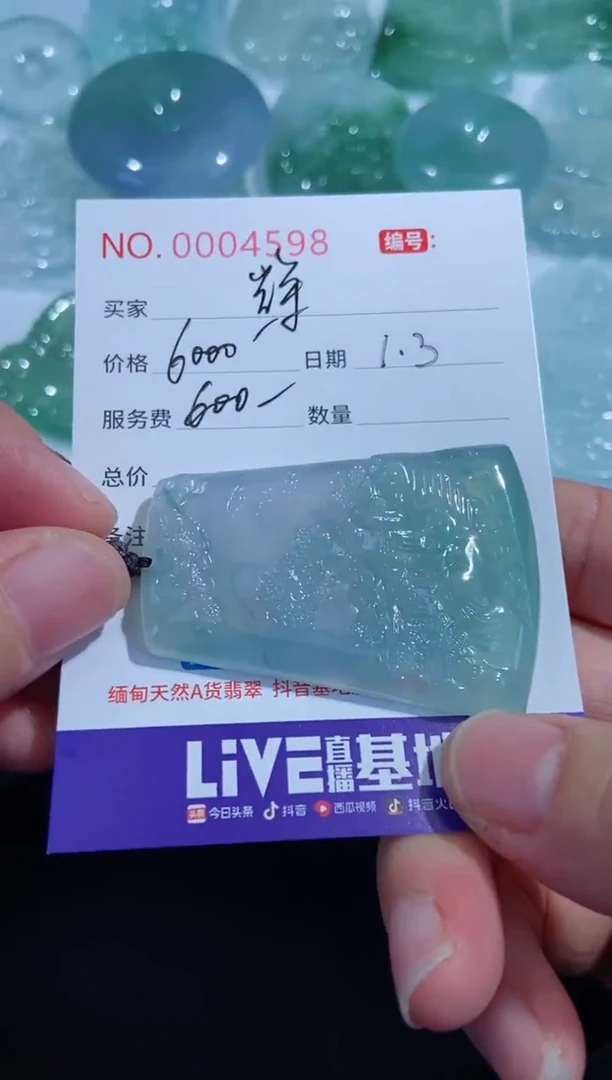 NO. 0004598 编号：
买家 辉
价格 6000 日期 1.3
服务费 600 数量
总价
备注
缅甸天然A货翡翠 抖音基地
LiVE直播基地
头条 今日头条 抖音 西瓜视频 抖音火山